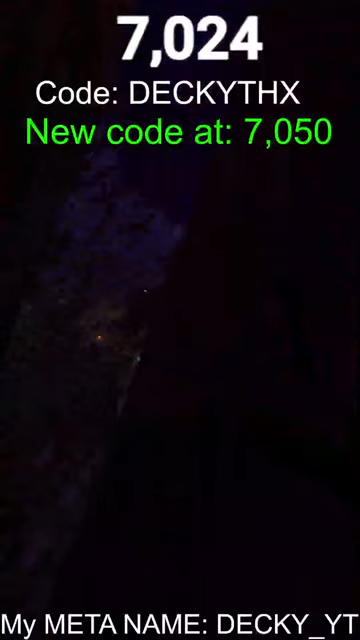 7,024
Code: DECKYTHX
New code at: 7,050
My META NAME: DECKY_YT